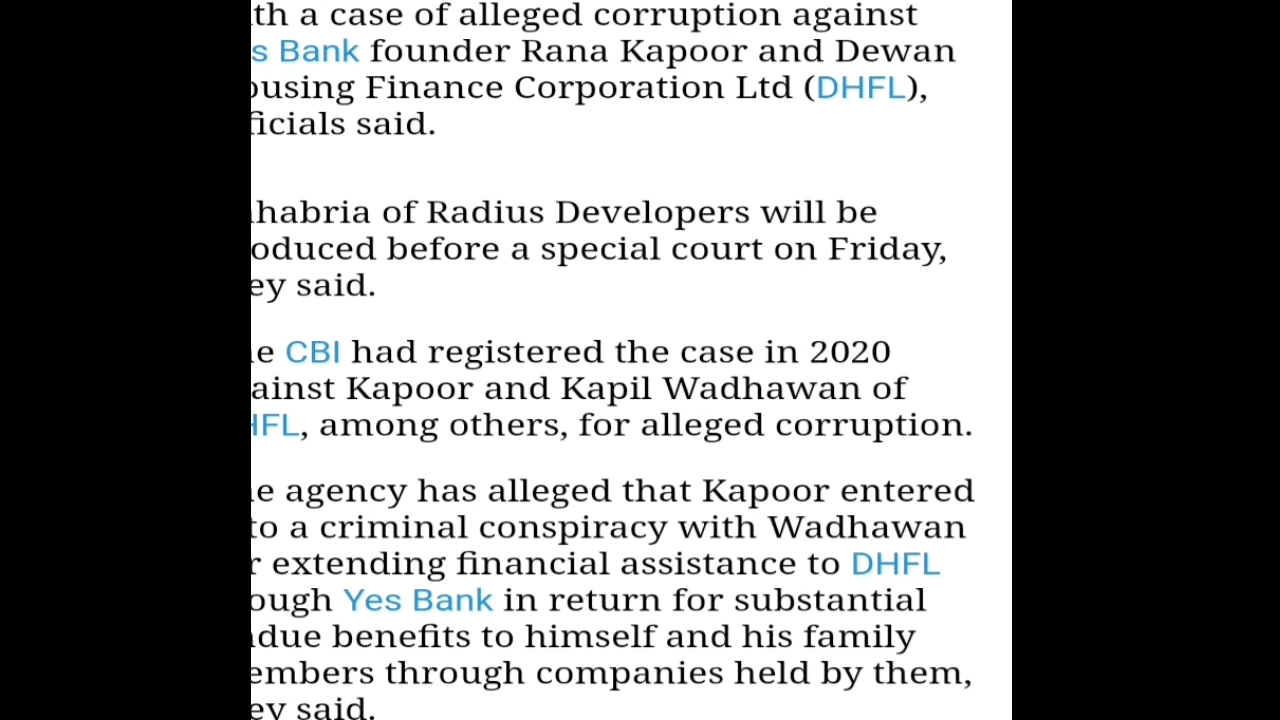 th a case of alleged corruption against
s Bank founder Rana Kapoor and Dewan
ousing Finance Corporation Ltd (DHFL),
ficials said.
habria of Radius Developers will be
oduced before a special court on Friday,
ey said.
e CBI had registered the case in 2020
ainst Kapoor and Kapil Wadhawan of
HFL, among others, for alleged corruption.
e agency has alleged that Kapoor entered
to a criminal conspiracy with Wadhawan
r extending financial assistance to DHFL
ough Yes Bank in return for substantial
due benefits to himself and his family
embers through companies held by them,
ey said.